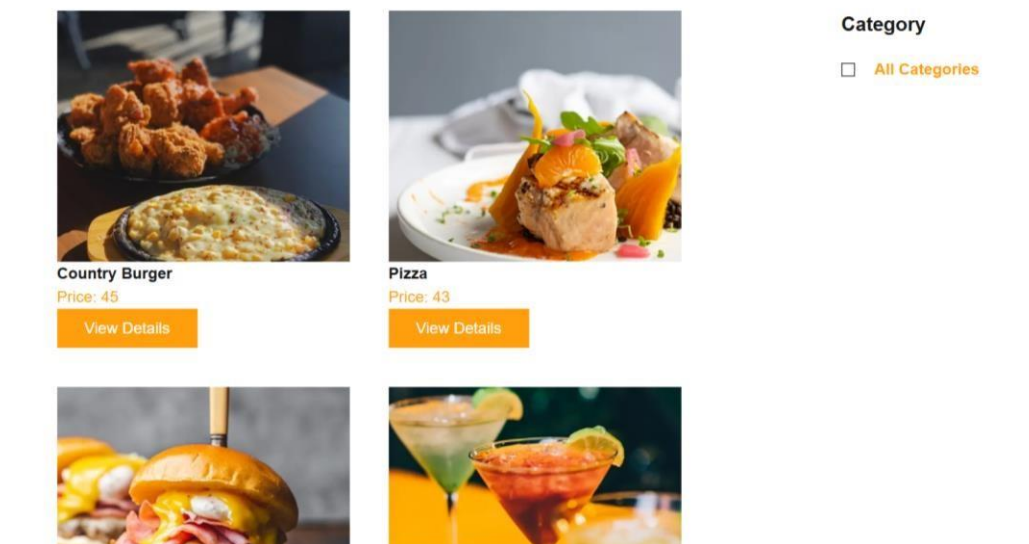 Category
All Categories
Country Burger
Price: 45
View Details
Pizza
Price: 43
View Details